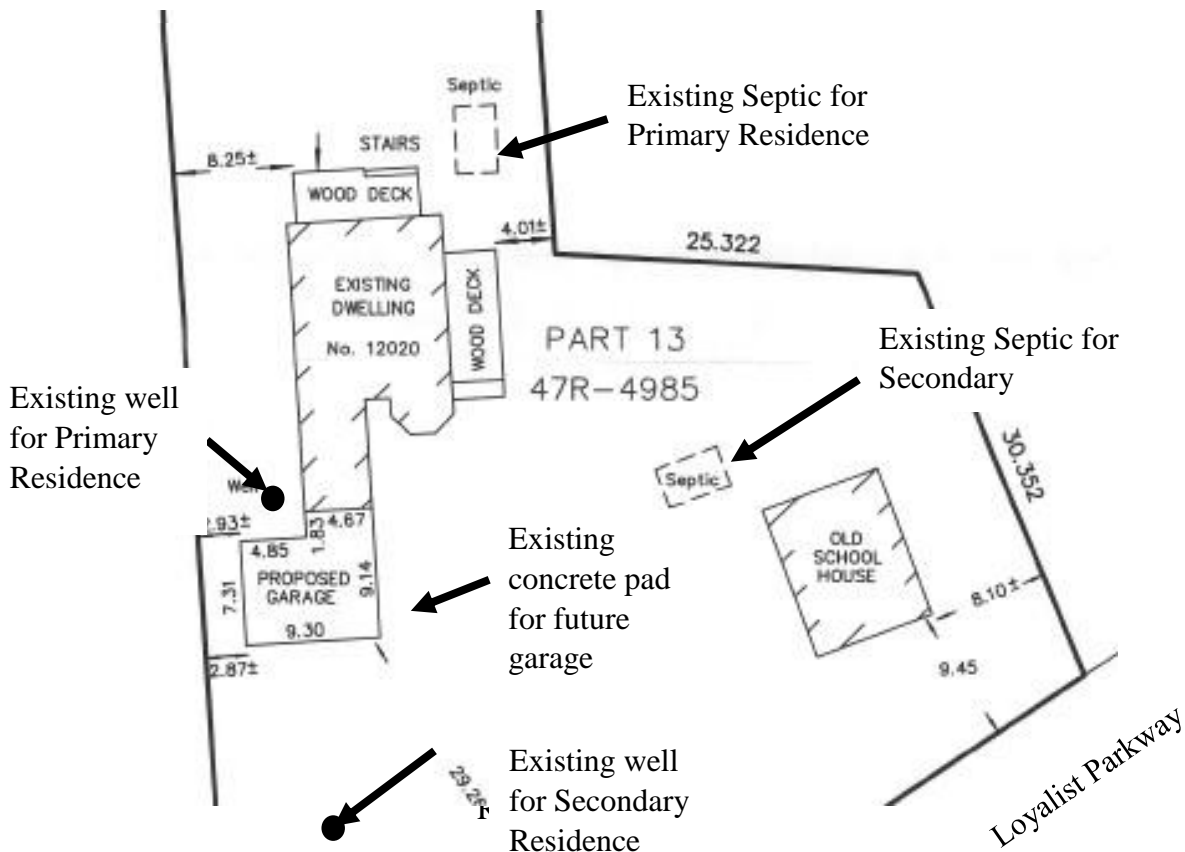 Septic
Existing Septic for
Primary Residence
STAIRS
8.25±
WOOD DECK
4.01±
25.322
EXISTING
DWELLING
No. 12020
WOOD DECK
PART 13
47R-4985
Existing Septic for
Secondary
Existing well
for Primary
Residence
30.352
Septic
2.93±
4.85
1.83
4.67
PROPOSED
GARAGE
7.31
9.14
9.30
2.87±
Existing
concrete pad
for future
garage
OLD
SCHOOL
HOUSE
8.10±
9.45
Loyalist Parkway
Existing well
for Secondary
Residence